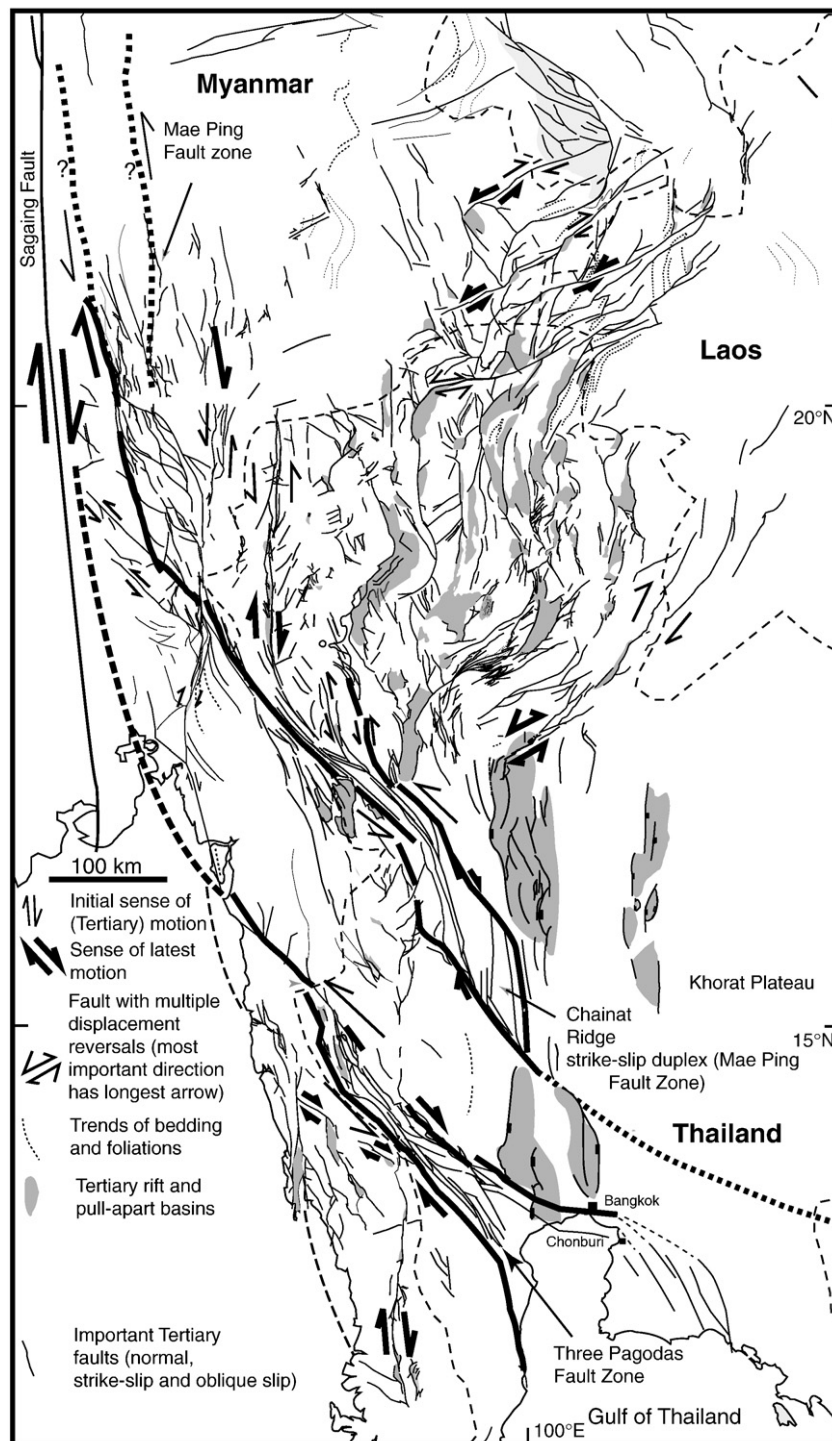 Myanmar
Mae Ping
Fault zone
?
?
Sagaing Fault
Laos
20°N
100 km
Initial sense of
(Tertiary) motion
Sense of latest
motion
Fault with multiple
displacement
reversals (most
important direction
has longest arrow)
Trends of bedding
and foliations
Tertiary rift and
pull-apart basins
Important Tertiary
faults (normal,
strike-slip and oblique slip)
Khorat Plateau
Chainat
Ridge
strike-slip duplex (Mae Ping
Fault Zone)
15°N
Thailand
Bangkok
Chonburi
Three Pagodas
Fault Zone
100°E
Gulf of Thailand